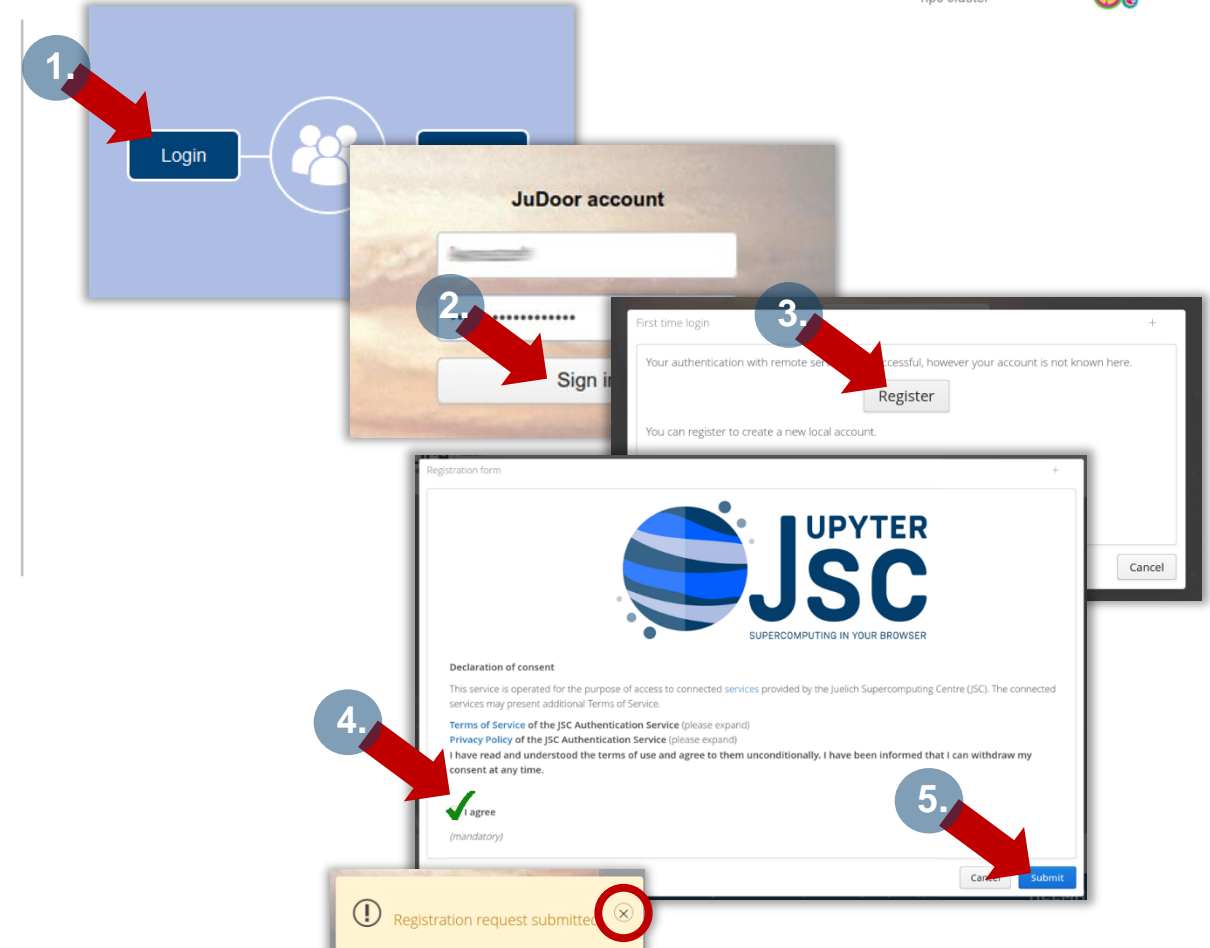 hpc cluster
1.
Login
JuDoor account
2.
Sign in
3.
First time login
+
Your authentication with remote ser cessful, however your account is not known here.
Register
You can register to create a new local account.
Cancel
Registration form
+
JUPYTER
JSC
SUPERCOMPUTING IN YOUR BROWSER
Declaration of consent
This service is operated for the purpose of access to connected services provided by the Juelich Supercomputing Centre (JSC). The connected
services may present additional Terms of Service.
4.
Terms of Service of the JSC Authentication Service (please expand)
Privacy Policy of the JSC Authentication Service (please expand)
I have read and understood the terms of use and agree to them unconditionally. I have been informed that I can withdraw my
consent at any time.
5.
I agree
(mandatory)
Cancel
Submit
Registration request submitted